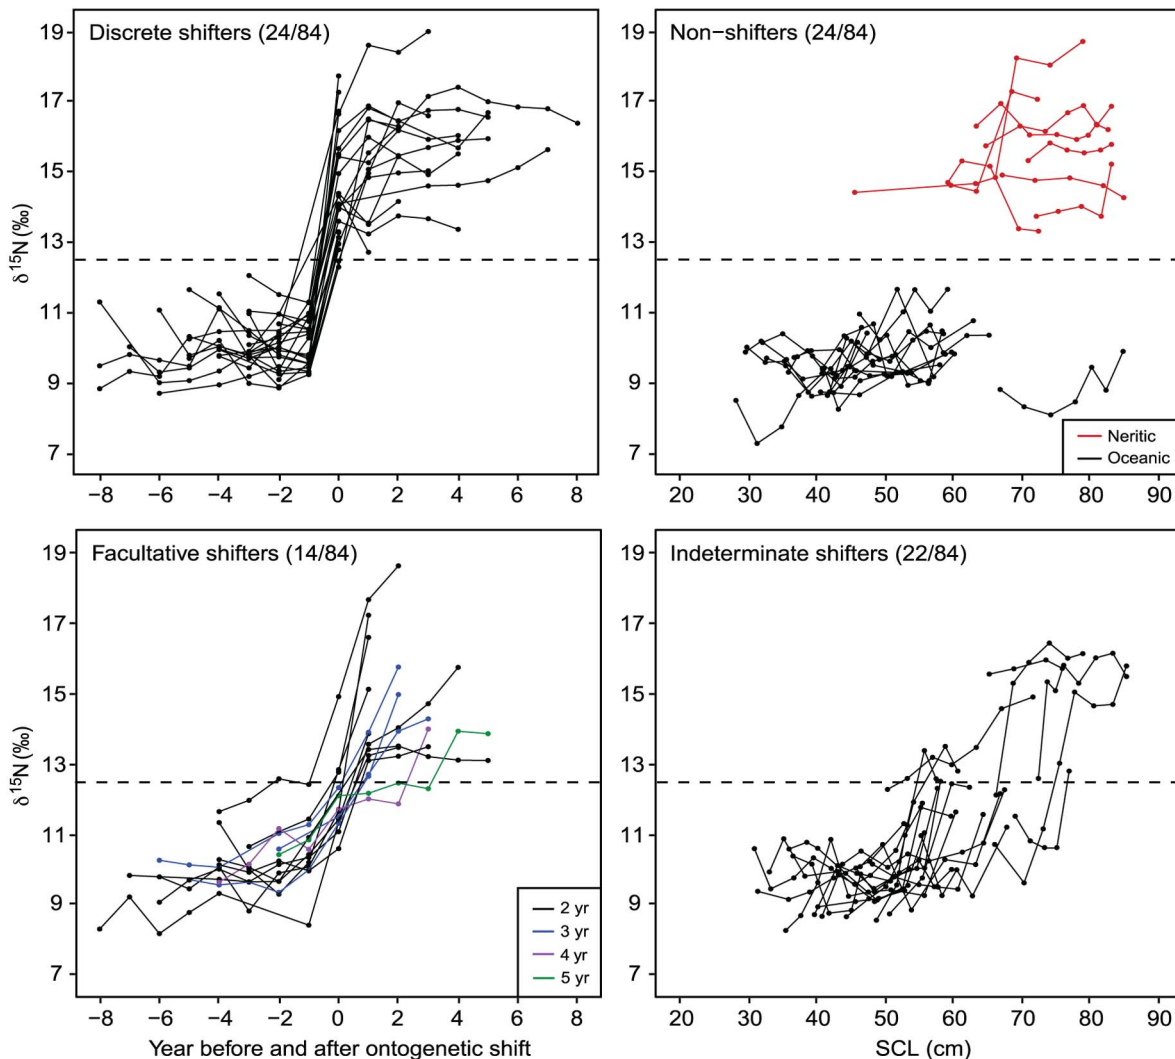 Discrete shifters (24/84)
19
17
15
13
11
9
7
δ15N (‰)
−8 −6 −4 −2 0 2 4 6 8
Non−shifters (24/84)
19
17
15
13
11
9
7
Neritic
Oceanic
20 30 40 50 60 70 80 90
Facultative shifters (14/84)
19
17
15
13
11
9
7
δ15N (‰)
2 yr
3 yr
4 yr
5 yr
−8 −6 −4 −2 0 2 4 6 8
Year before and after ontogenetic shift
Indeterminate shifters (22/84)
19
17
15
13
11
9
7
20 30 40 50 60 70 80 90
SCL (cm)